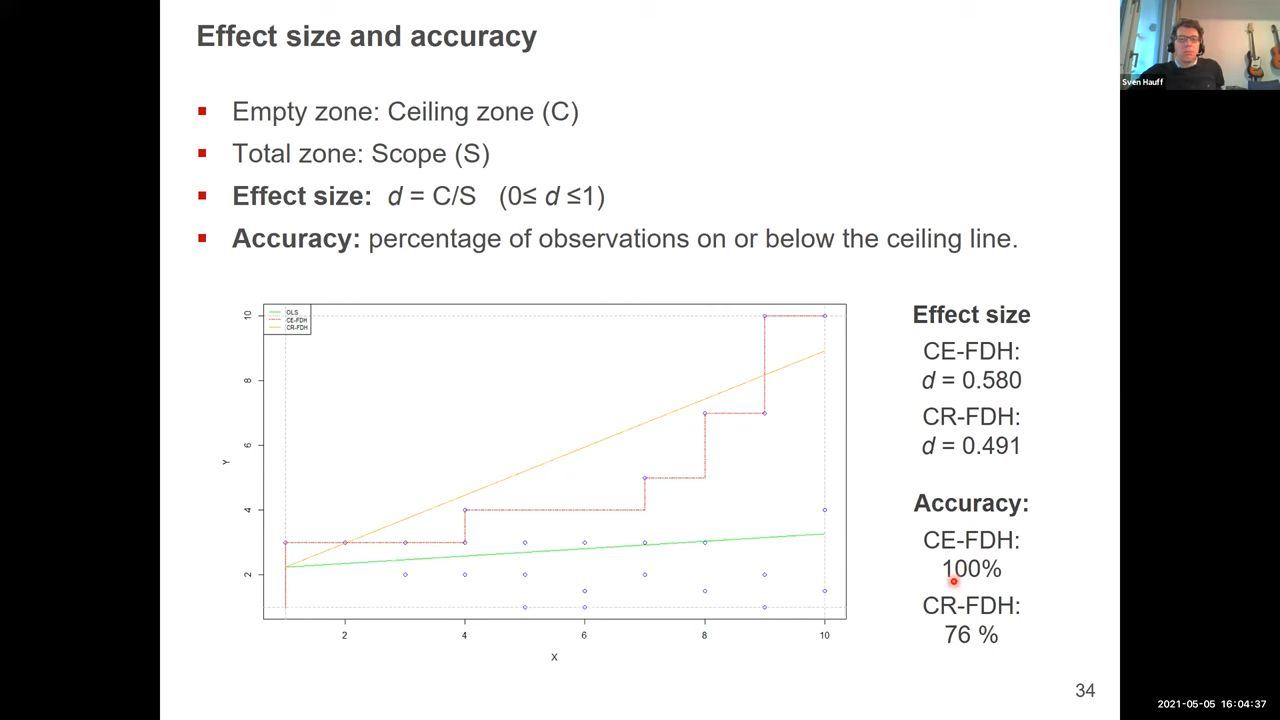 Effect size and accuracy
Sven Hauff
Empty zone: Ceiling zone (C)
Total zone: Scope (S)
Effect size: d = C/S (0≤ d ≤1)
Accuracy: percentage of observations on or below the ceiling line.
OLS
CE-FDH
CR-FDH
10
8
6
4
2
Y
2
4
6
8
10
X
Effect size
CE-FDH:
d = 0.580
CR-FDH:
d = 0.491
Accuracy:
CE-FDH:
100%
CR-FDH:
76 %
34
2021-05-05 16:04:37